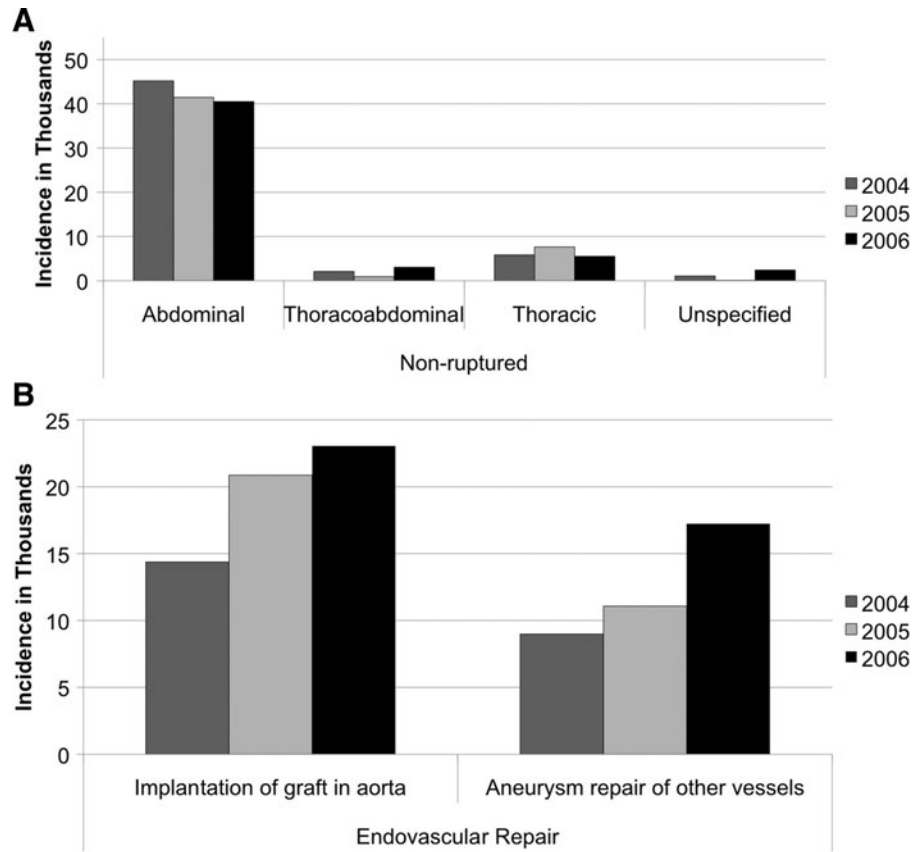 A
Incidence in Thousands
50
40
30
20
10
0
Abdominal Thoracoabdominal Thoracic Unspecified
Non-ruptured
2004
2005
2006
B
Incidence in Thousands
25
20
15
10
5
0
Implantation of graft in aorta Aneurysm repair of other vessels
Endovascular Repair
2004
2005
2006